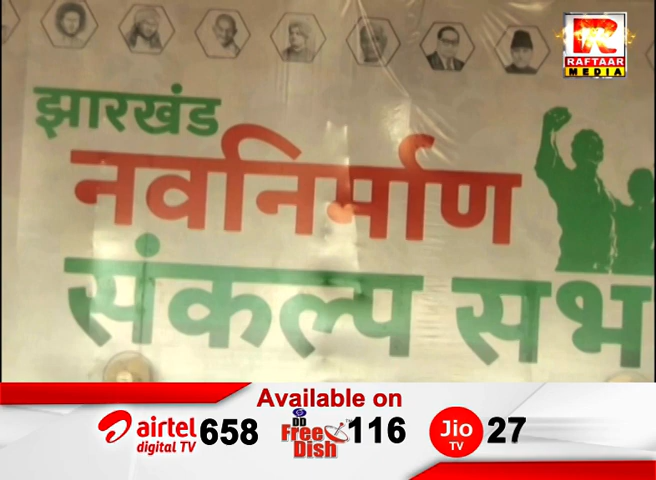 RAFTAAR
MEDIA
झारखंड
नवनिर्माण
संकल्प सभ
Available on
airtel
digital TV
658
DD
Free
Dish
116
Jio
TV
27